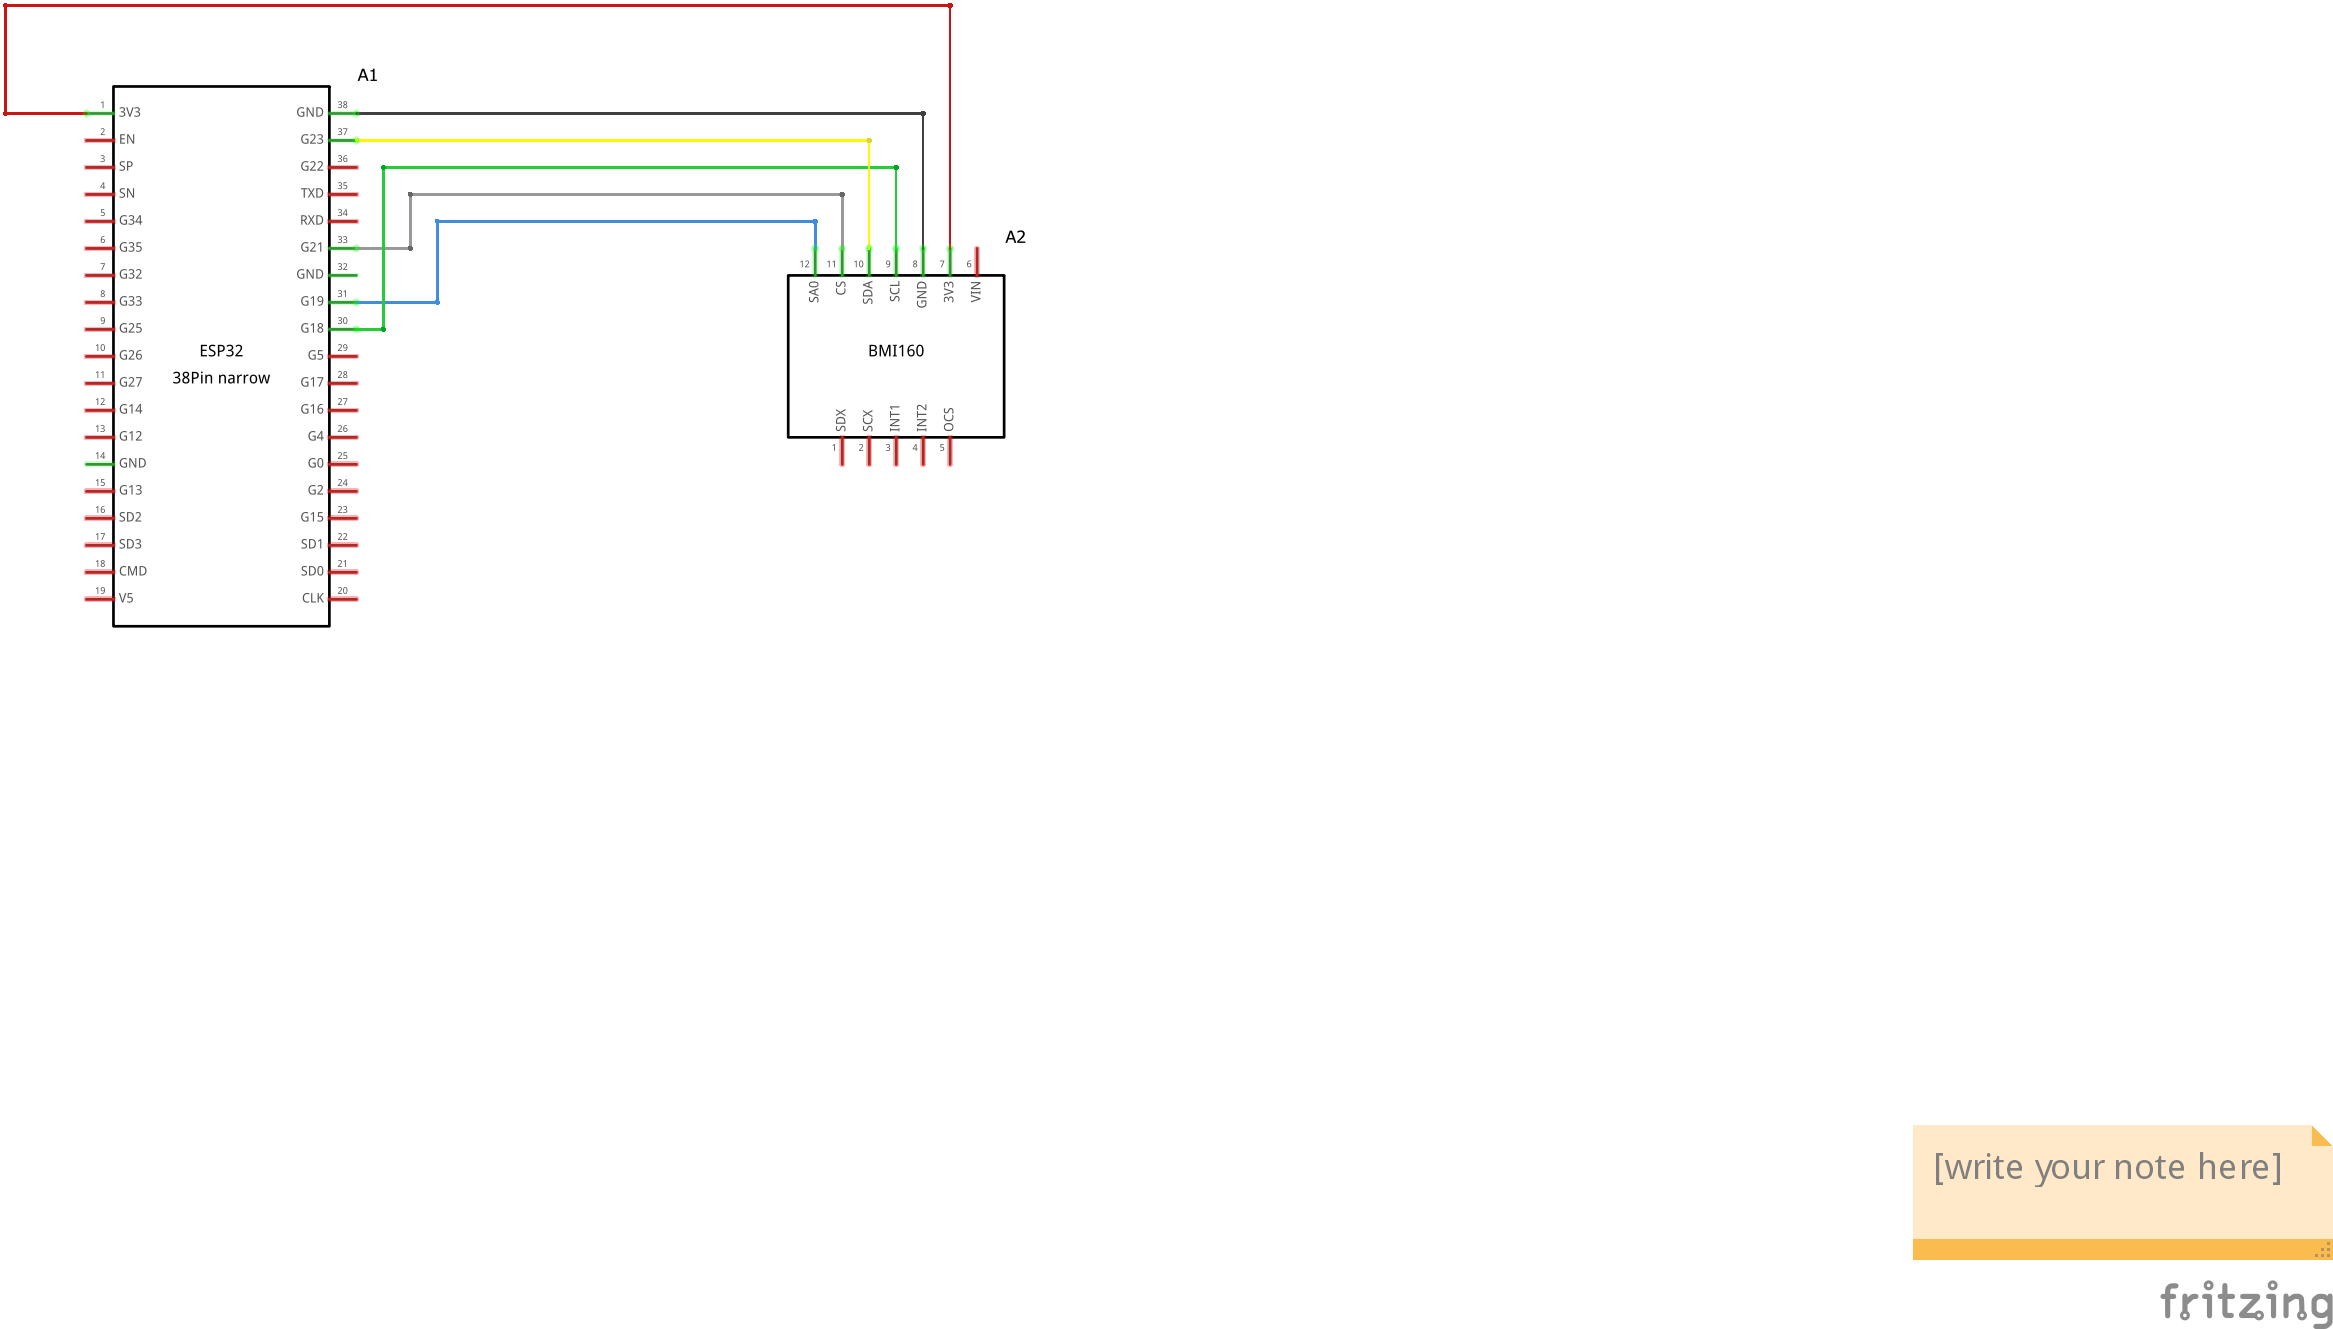 A1
1 3V3 GND 38
2 EN G23 37
3 SP G22 36
4 SN TXD 35
5 G34 RXD 34
6 G35 G21 33
7 G32 GND 32
8 G33 G19 31
9 G25 G18 30
10 G26 G5 29
11 G27 G17 28
12 G14 G16 27
13 G12 G4 26
14 GND G0 25
15 G13 G2 24
16 SD2 G15 23
17 SD3 SD1 22
18 CMD SD0 21
19 V5 CLK 20
ESP32
38Pin narrow
A2
12 11 10 9 8 7 6
SA0 CS SDA SCL GND 3V3 VIN
BMI160
SDX SCX INT1 INT2 OCS
1 2 3 4 5
[write your note here]
fritzing